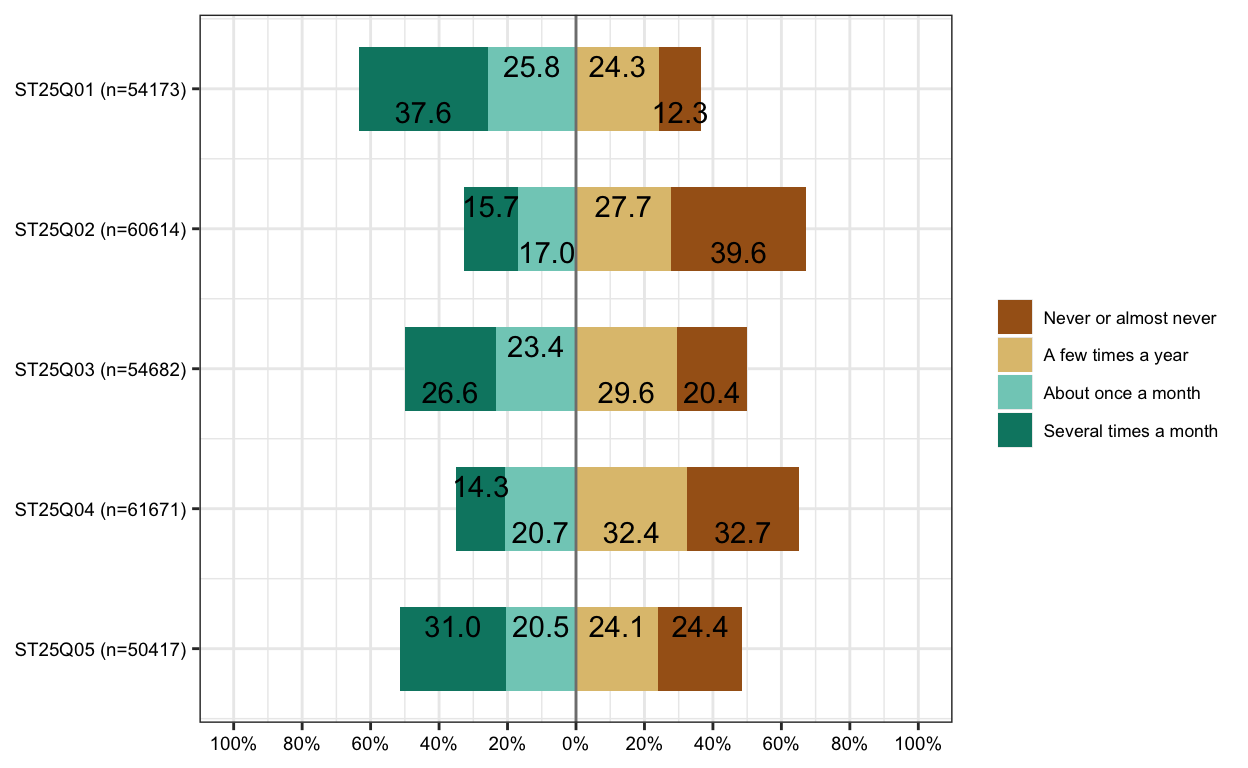 ST25Q01 (n=54173)
37.6 25.8 24.3 12.3
ST25Q02 (n=60614)
15.7 17.0 27.7 39.6
ST25Q03 (n=54682)
26.6 23.4 29.6 20.4
ST25Q04 (n=61671)
14.3 20.7 32.4 32.7
ST25Q05 (n=50417)
31.0 20.5 24.1 24.4
100% 80% 60% 40% 20% 0% 20% 40% 60% 80% 100%
Never or almost never
A few times a year
About once a month
Several times a month